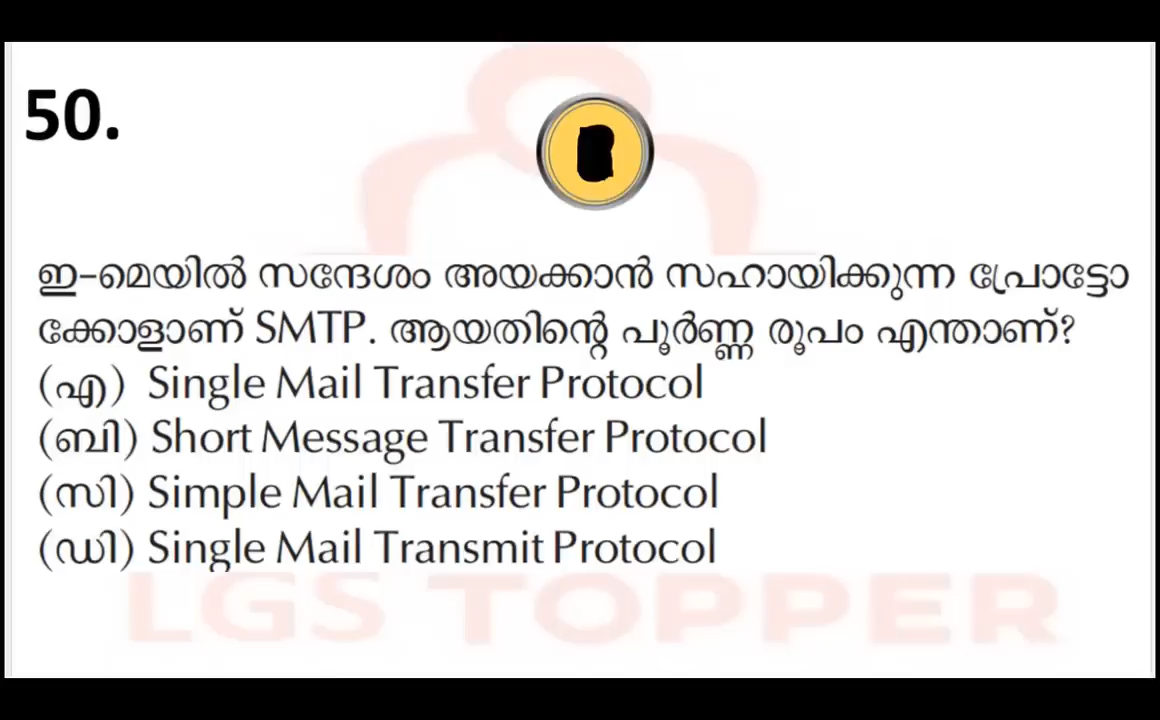 50.
ഇ-മെയിൽ സന്ദേശം അയക്കാൻ സഹായിക്കുന്ന പ്രോട്ടോ
ക്കോളാണ് SMTP. ആയതിന്റെ പൂർണ്ണ രൂപം എന്താണ്?
(എ) Single Mail Transfer Protocol
(ബി) Short Message Transfer Protocol
(സി) Simple Mail Transfer Protocol
(ഡി) Single Mail Transmit Protocol
LGS TOPPER